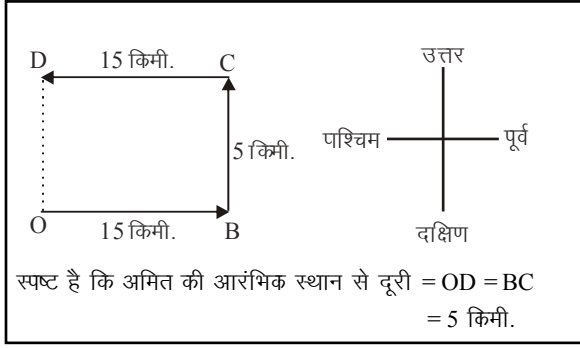 D 15 किमी. C
उत्तर
पश्चिम पूर्व
5 किमी.
O 15 किमी. B
दक्षिण
स्पष्ट है कि अमित की आरंभिक स्थान से दूरी = OD = BC
= 5 किमी.